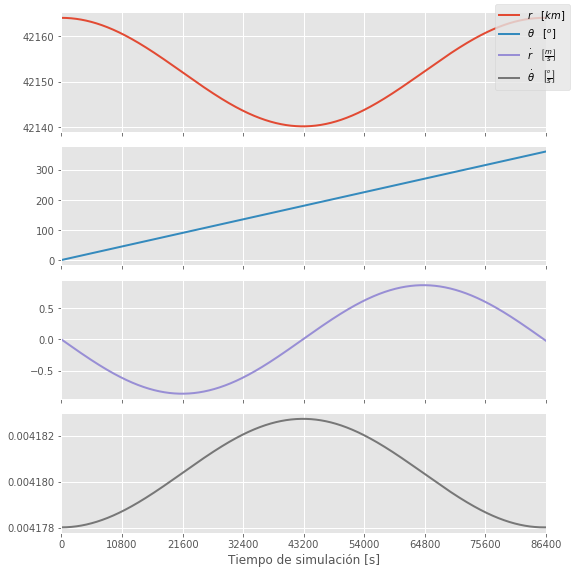 r [km]
θ [°]
ṙ [m/s]
θ̇ [°/s]
42160
42150
42140
300
200
100
0
0.5
0.0
−0.5
0.004182
0.004180
0.004178
0 10800 21600 32400 43200 54000 64800 75600 86400
Tiempo de simulación [s]